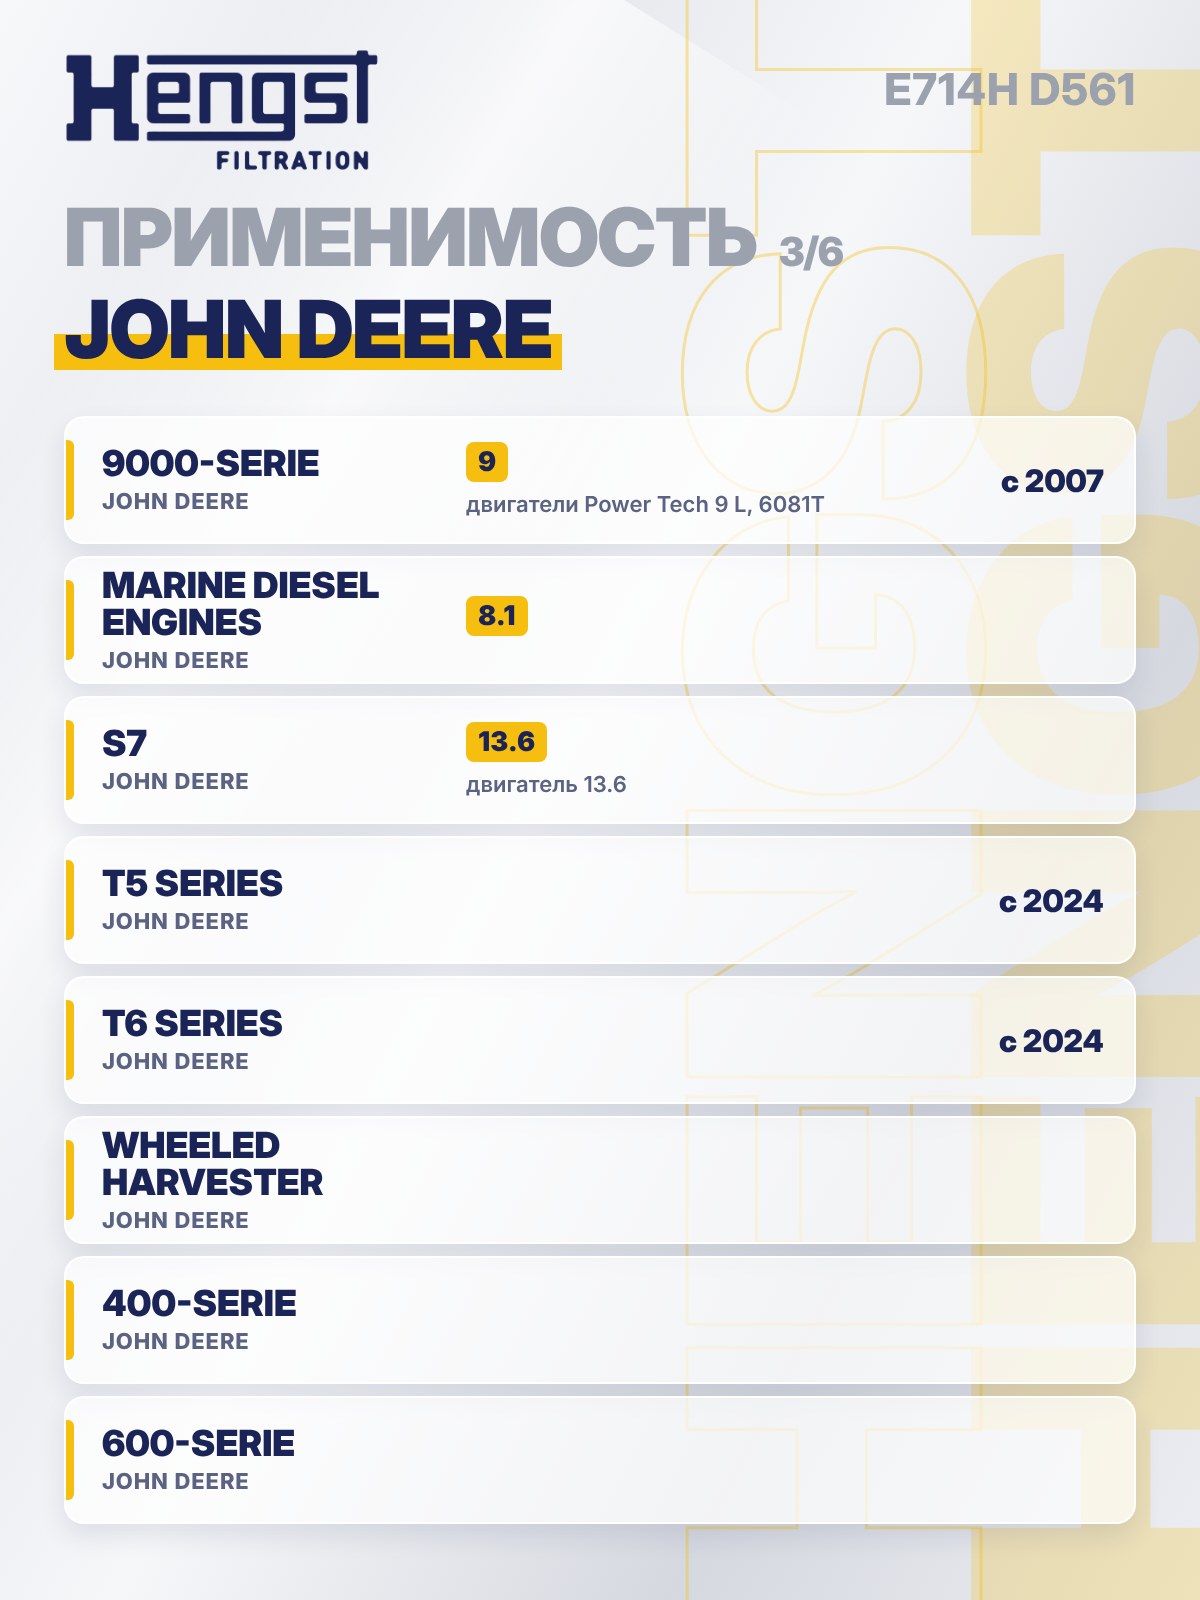 Hengst
FILTRATION
E714H D561
ПРИМЕНИМОСТЬ 3/6
JOHN DEERE
9000-SERIE
JOHN DEERE
9
двигатели Power Tech 9 L, 6081T
с 2007
MARINE DIESEL
ENGINES
JOHN DEERE
8.1
S7
JOHN DEERE
13.6
двигатель 13.6
T5 SERIES
JOHN DEERE
с 2024
T6 SERIES
JOHN DEERE
с 2024
WHEELED
HARVESTER
JOHN DEERE
400-SERIE
JOHN DEERE
600-SERIE
JOHN DEERE
HENGST
HENGST